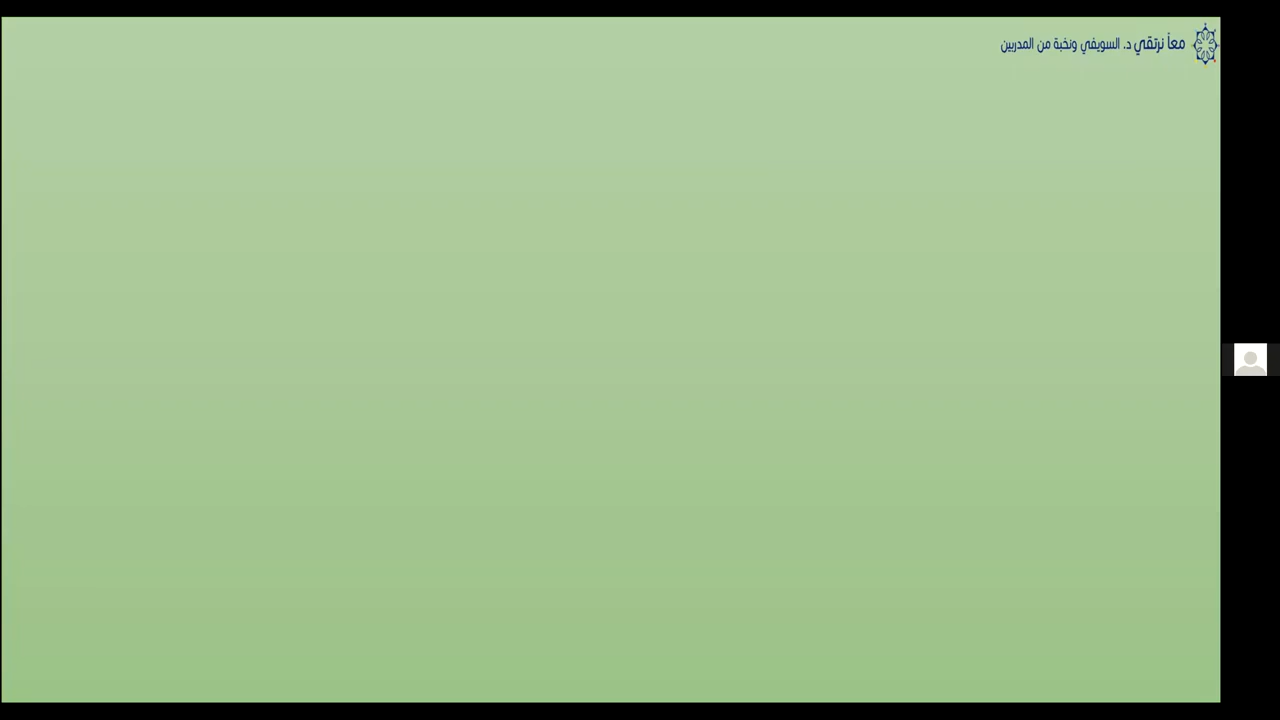 معاً نرتقي د. السويفي ونخبة من المدربين